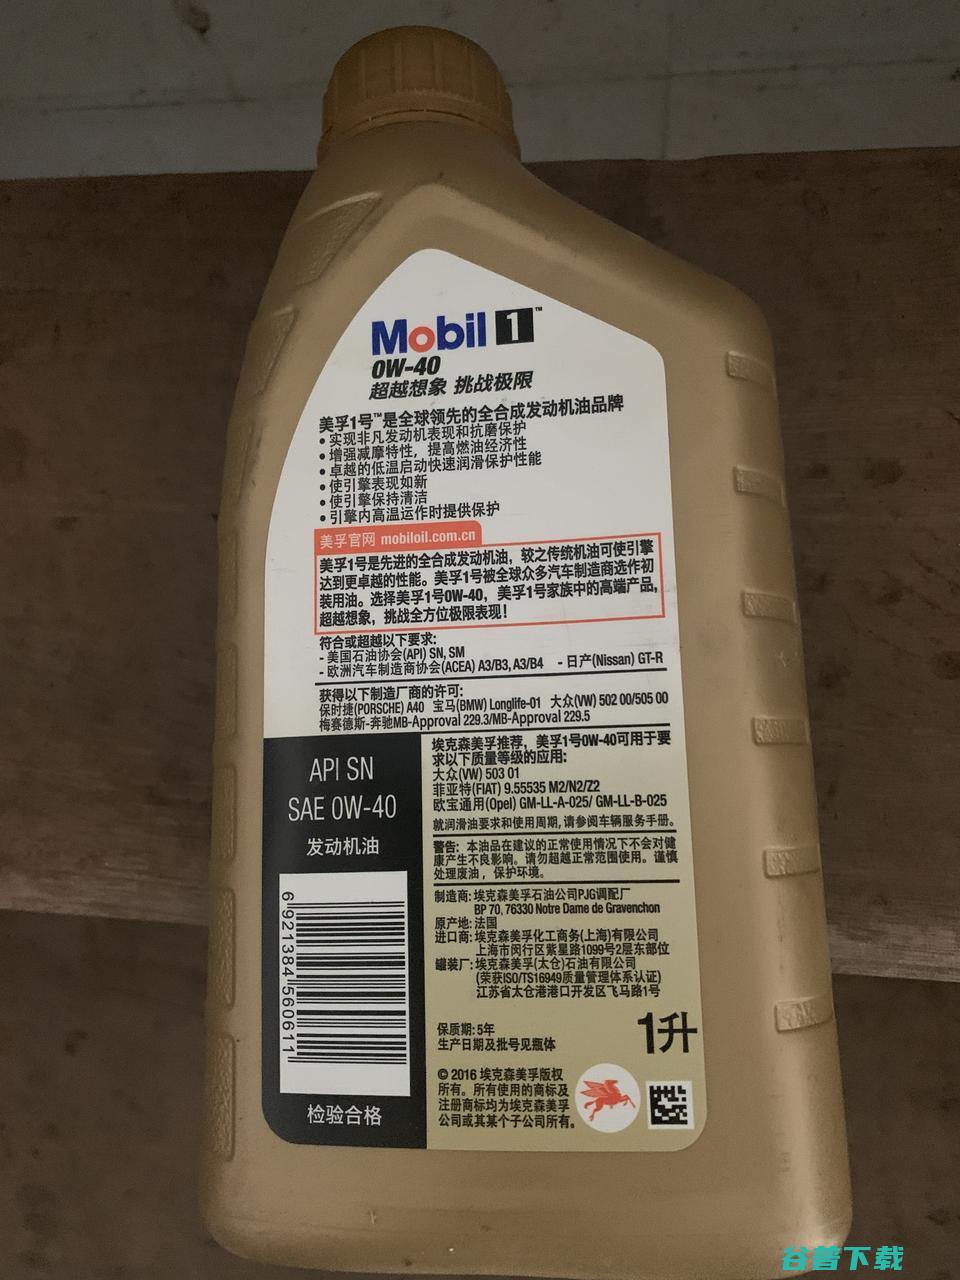 Mobil 1™
0W-40
超越想象 挑战极限
美孚1号™是全球领先的全合成发动机油品牌
• 实现非凡发动机表现和抗磨保护
• 增强减摩特性，提高燃油经济性
• 卓越的低温启动快速润滑保护性能
• 使引擎表现如新
• 使引擎保持清洁
• 引擎内高温运作时提供保护
美孚官网 mobiloil.com.cn
美孚1号是先进的全合成发动机油，较之传统机油可使引擎
达到更卓越的性能。美孚1号被全球众多汽车制造商选作初
装用油。选择美孚1号0W-40，美孚1号家族中的高端产品，
超越想象，挑战全方位极限表现！
符合或超越以下要求：
- 美国石油协会(API) SN, SM
- 欧洲汽车制造商协会(ACEA) A3/B3, A3/B4 - 日产(Nissan) GT-R
获得以下制造厂商的许可：
保时捷(PORSCHE) A40 宝马(BMW) Longlife-01 大众(VW) 502 00/505 00
梅赛德斯-奔驰MB-Approval 229.3/MB-Approval 229.5
API SN
SAE 0W-40
发动机油
6921384560611
检验合格
埃克森美孚推荐，美孚1号0W-40可用于要
求以下质量等级的应用：
大众(VW) 503 01
菲亚特(FIAT) 9.55535 M2/N2/Z2
欧宝通用(Opel) GM-LL-A-025/ GM-LL-B-025
就润滑油要求和使用周期，请参阅车辆服务手册。
警告：本油品在建议的正常使用情况下不会对健
康产生不良影响。请勿超越正常范围使用。谨慎
处理废油，保护环境。
制造商：埃克森美孚石油公司PJG调配厂
BP 70, 76330 Notre Dame de Gravenchon
原产地：法国
进口商：埃克森美孚化工商务(上海)有限公司
上海市闵行区紫星路1099号2层东部位
罐装厂：埃克森美孚(太仓)石油有限公司
(荣获ISO/TS16949质量管理体系认证)
江苏省太仓港港口开发区飞马路1号
保质期：5年
生产日期及批号见瓶体
1升
© 2016 埃克森美孚版权
所有。所有使用的商标及
注册商标均为埃克森美孚
公司或其某个子公司所有。
谷普下载